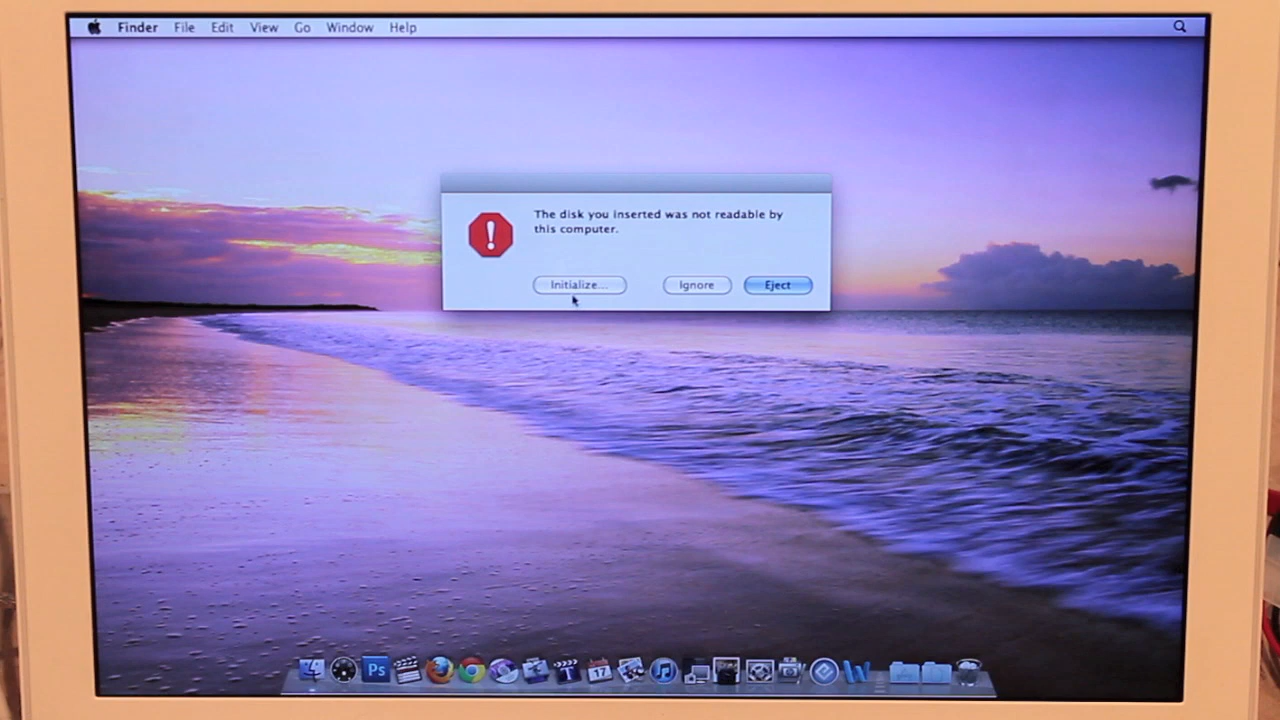 Finder File Edit View Go Window Help
The disk you inserted was not readable by
this computer.
Initialize... Ignore Eject
Ps
17
T
W